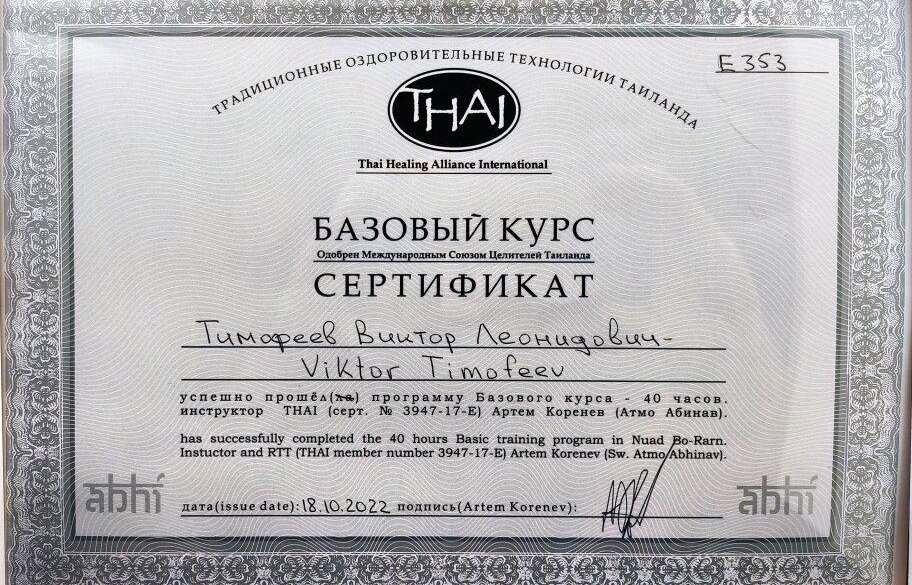 ТРАДИЦИОННЫЕ ОЗДОРОВИТЕЛЬНЫЕ ТЕХНОЛОГИИ ТАИЛАНДА
E 353
THAI
Thai Healing Alliance International
БАЗОВЫЙ КУРС
Одобрен Международным Союзом Целителей Таиланда
СЕРТИФИКАТ
Тимофеев Виктор Леонидович
Viktor Timofeev
успешно прошёл(ха) программу Базового курса - 40 часов.
инструктор THAI (серт. № 3947-17-E) Артем Коренев (Атмо Абинав).
has successfully completed the 40 hours Basic training program in Nuad Bo-Rarn.
Instuctor and RTT (THAI member number 3947-17-E) Artem Korenev (Sw. Atmo Abhinav).
abhi
abhi
дата(issue date): 18.10.2022 подпись(Artem Korenev):